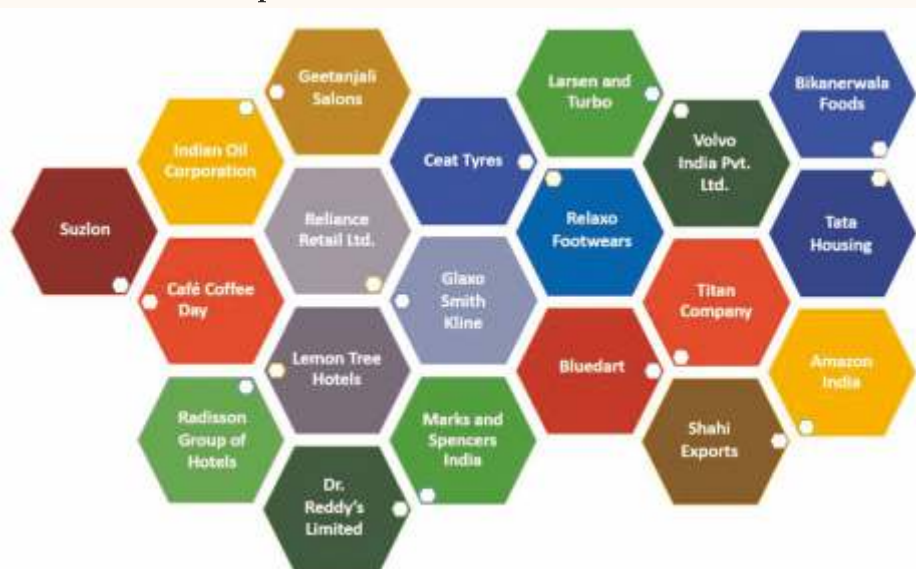 Geetanjali
Salons
Larsen and
Turbo
Bikanerwala
Foods
Indian Oil
Corporation
Ceat Tyres
Volvo
India Pvt.
Ltd.
Suzlon
Reliance
Retail Ltd.
Relaxo
Footwears
Tata
Housing
Café Coffee
Day
Glaxo
Smith
Kline
Titan
Company
Lemon Tree
Hotels
Bluedart
Amazon
India
Radisson
Group of
Hotels
Marks and
Spencers
India
Shahi
Exports
Dr.
Reddy's
Limited